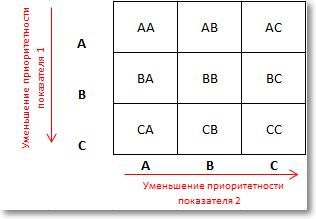 Уменьшение приоритетности
показателя 1
A
B
C
AA AB AC
BA BB BC
CA CB CC
A B C
Уменьшение приоритетности
показателя 2